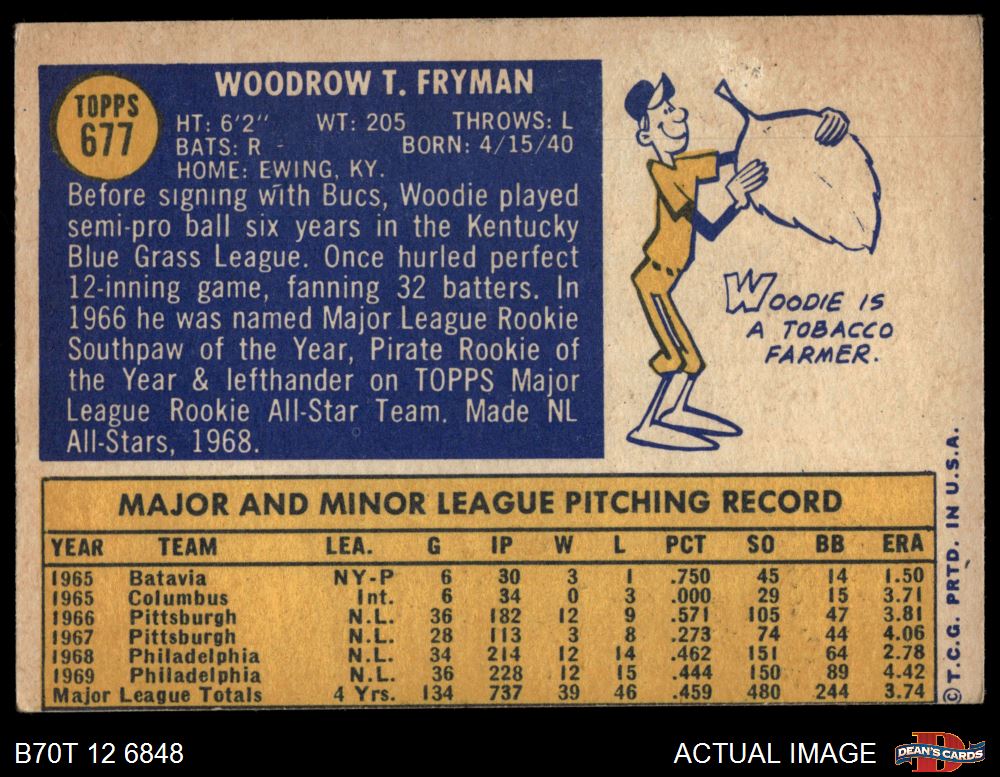 TOPPS
677
WOODROW T. FRYMAN
HT: 6'2" WT: 205 THROWS: L
BATS: R - BORN: 4/15/40
HOME: EWING, KY.
Before signing with Bucs, Woodie played
semi-pro ball six years in the Kentucky
Blue Grass League. Once hurled perfect
12-inning game, fanning 32 batters. In
1966 he was named Major League Rookie
Southpaw of the Year, Pirate Rookie of
the Year & lefthander on TOPPS Major
League Rookie All-Star Team. Made NL
All-Stars, 1968.
WOODIE IS
A TOBACCO
FARMER.
MAJOR AND MINOR LEAGUE PITCHING RECORD
YEAR TEAM LEA. G IP W L PCT SO BB ERA
1965 Batavia NY-P 6 30 3 1 .750 45 14 1.50
1965 Columbus Int. 6 34 0 3 .000 29 15 3.71
1966 Pittsburgh N.L. 36 182 12 9 .571 105 47 3.81
1967 Pittsburgh N.L. 28 113 3 8 .273 74 44 4.06
1968 Philadelphia N.L. 34 214 12 14 .462 151 64 2.78
1969 Philadelphia N.L. 36 228 12 15 .444 150 89 4.42
Major League Totals 4 Yrs. 134 737 39 46 .459 480 244 3.74
© T.C.G. PRTD. IN U.S.A.
B70T 12 6848
ACTUAL IMAGE
DEAN'S CARDS